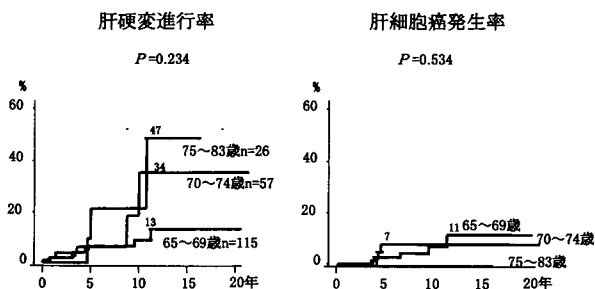 肝硬変進行率
P=0.234
%
60
40
20
0
47
75〜83歳n=26
34
70〜74歳n=57
13
65〜69歳n=115
0 5 10 15 20年
肝細胞癌発生率
P=0.534
%
60
40
20
0
7
11 65〜69歳
70〜74歳
75〜83歳
0 5 10 15 20年